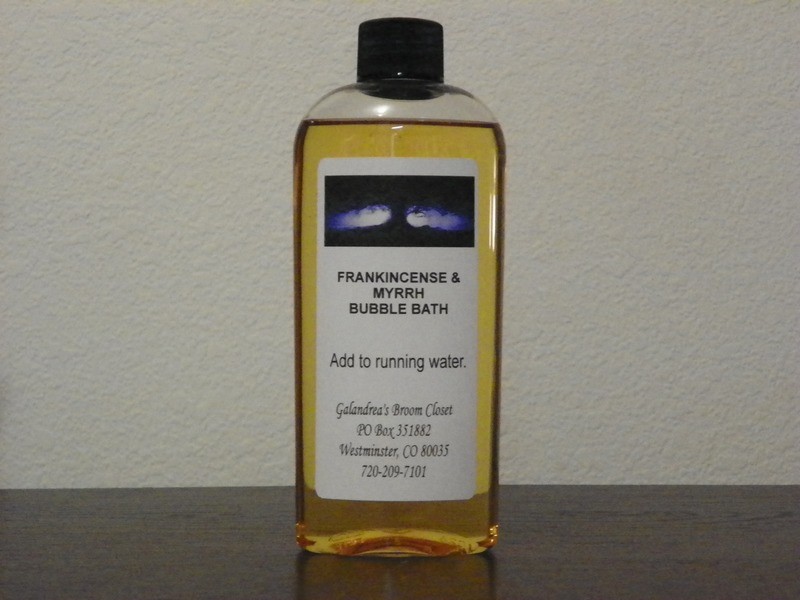 FRANKINCENSE &
MYRRH
BUBBLE BATH
Add to running water.
Galandrea's Broom Closet
PO Box 351882
Westminster, CO 80035
720-209-7101